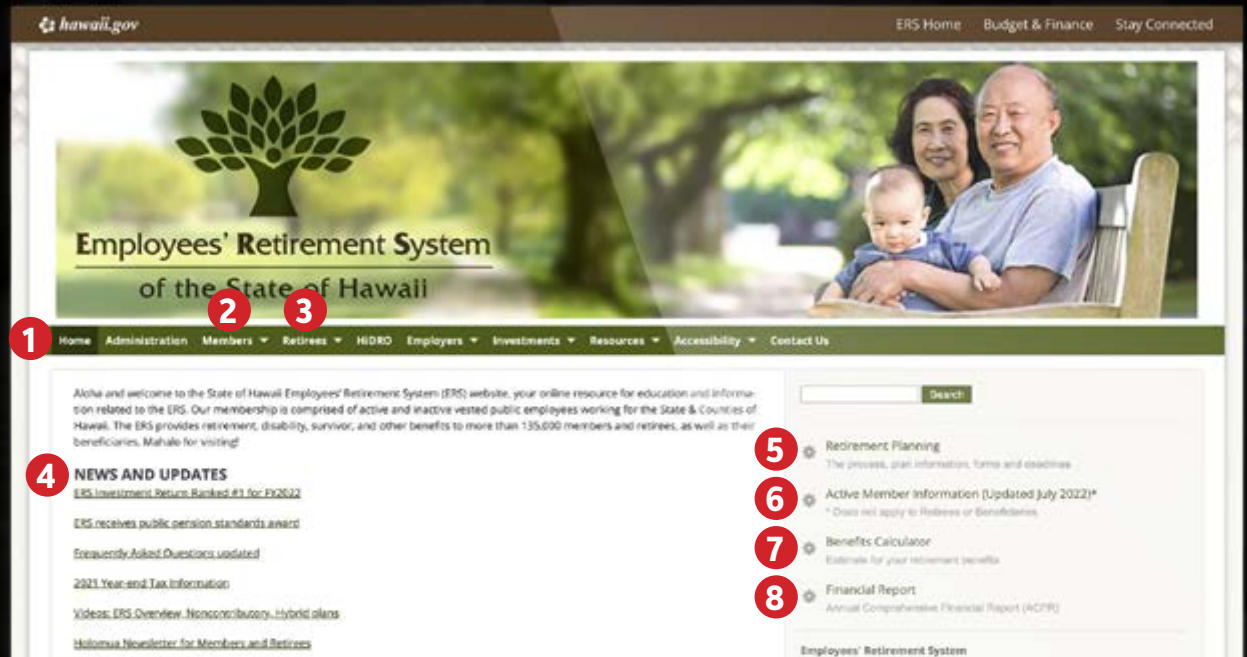 hawaii.gov
ERS Home Budget & Finance Stay Connected
Employees' Retirement System
of the State of Hawaii
2 3
1 Home Administration Members Retirees HiDRO Employers Investments Resources Accessibility Contact Us
Aloha and welcome to the State of Hawaii Employees' Retirement System (ERS) website, your online resource for education and informa-
tion related to the ERS. Our membership is comprised of active and inactive vested public employees working for the State & Counties of
Hawaii. The ERS provides retirement, disability, survivor, and other benefits to more than 135,000 members and retirees, as well as their
beneficiaries. Mahalo for visiting!
4 NEWS AND UPDATES
ERS Investment Return Ranked #1 for FY2022
ERS receives public pension standards award
Frequently Asked Questions updated
2021 Year-end Tax Information
Videos: ERS Overview, Noncontributory, Hybrid plans
Holomua Newsletter for Members and Retirees
Search
5 Retirement Planning
The process, plan information, forms and deadlines
6 Active Member Information (Updated July 2022)*
* Does not apply to Retirees or Beneficiaries
7 Benefits Calculator
Estimate for your retirement benefits
8 Financial Report
Annual Comprehensive Financial Report (ACFR)
Employees' Retirement System